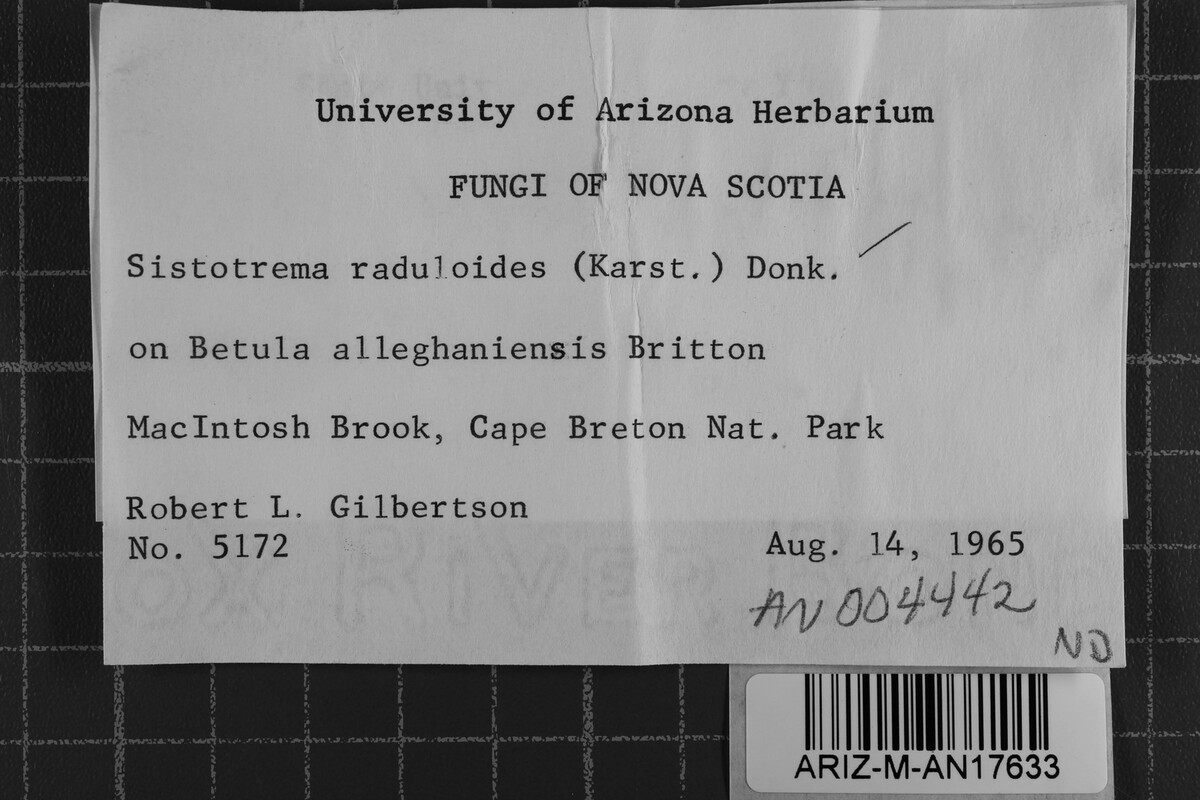 University of Arizona Herbarium
FUNGI OF NOVA SCOTIA
Sistotrema raduloides (Karst.) Donk.
on Betula alleghaniensis Britton
MacIntosh Brook, Cape Breton Nat. Park
Robert L. Gilbertson
No. 5172
Aug. 14, 1965
AN 004442
ND
ARIZ-M-AN17633